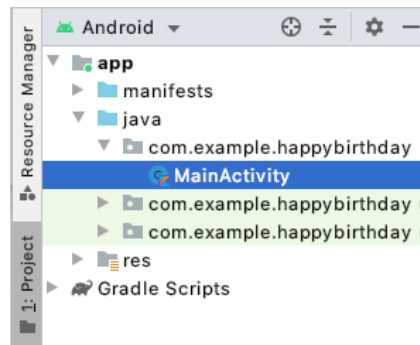 Resource Manager
1: Project
Android
app
manifests
java
com.example.happybirthday
MainActivity
com.example.happybirthday
com.example.happybirthday
res
Gradle Scripts